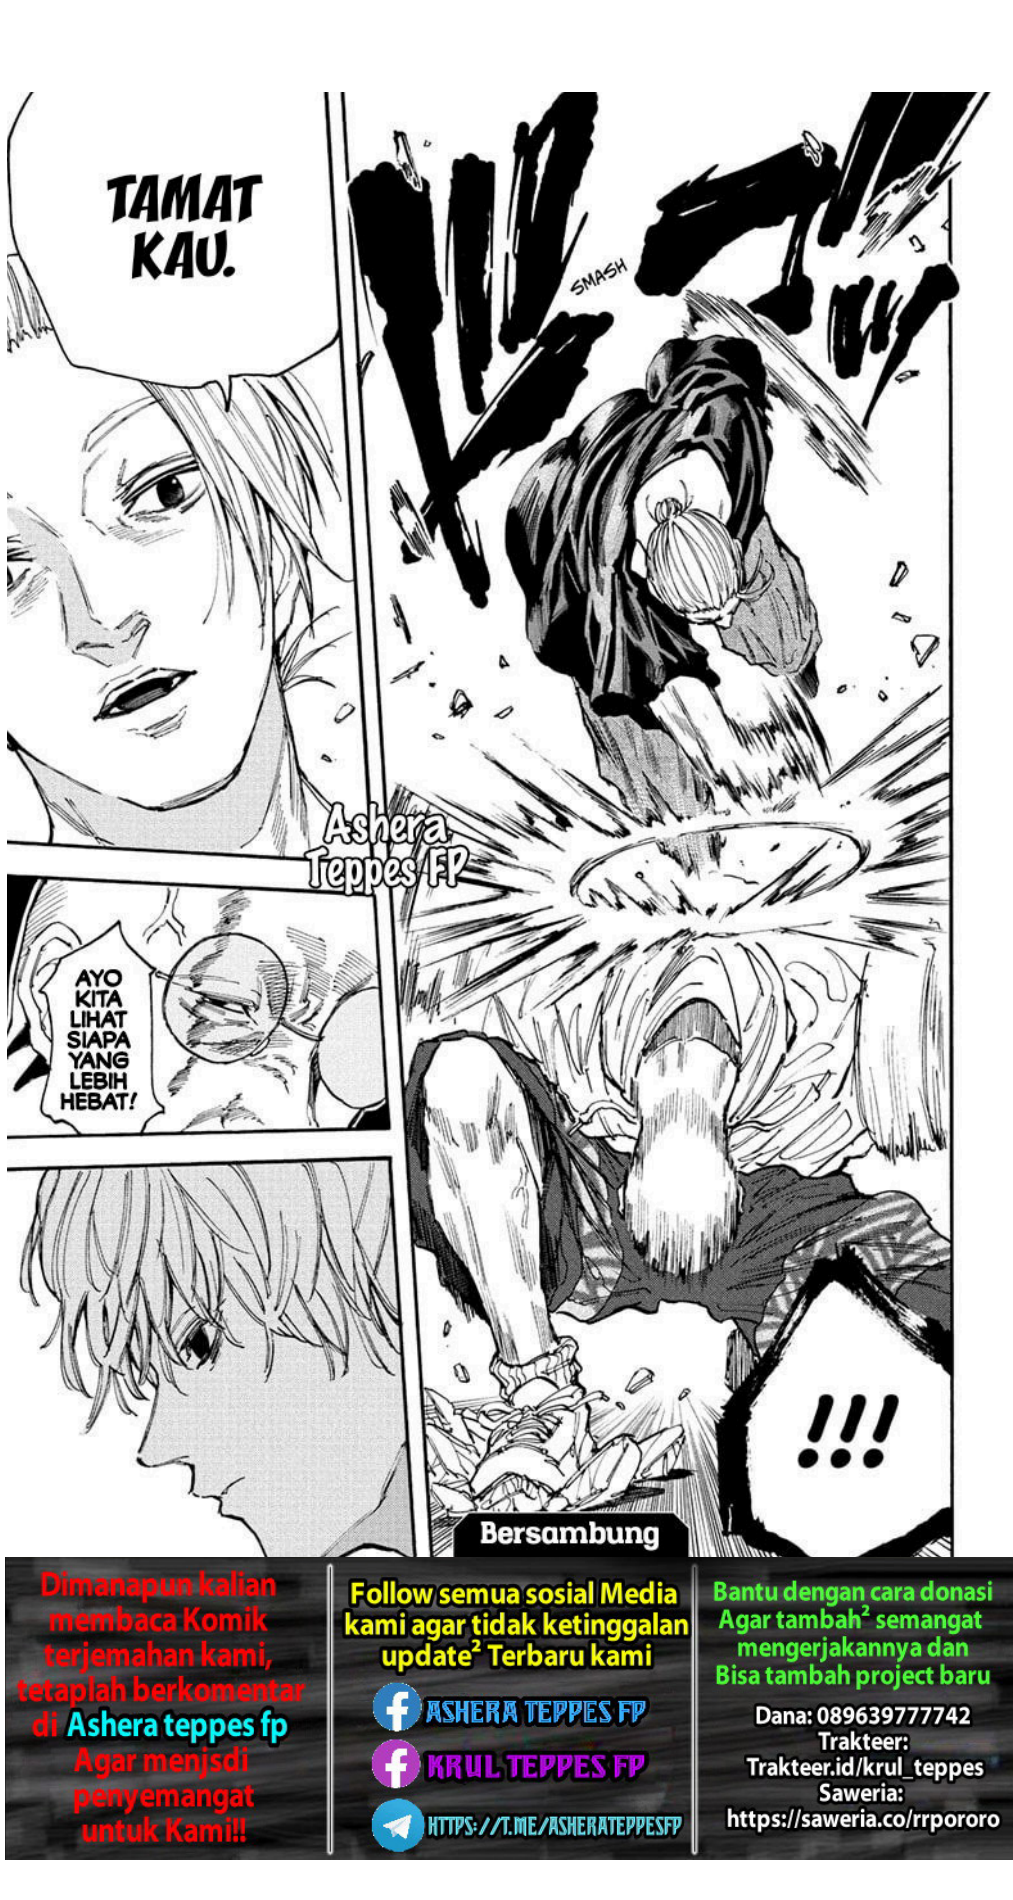 TAMAT
KAU.
SMASH
ドゴッ
Ashera
Teppes FP
AYO
KITA
LIHAT
SIAPA
YANG
LEBIH
HEBAT!
!!!
Bersambung
Dimanapun kalian
membaca Komik
terjemahan kami,
tetaplah berkomentar
di Ashera teppes fp
Agar menjsdi
penyemangat
untuk Kami!!
Follow semua sosial Media
kami agar tidak ketinggalan
update² Terbaru kami
ASHERA TEPPES FP
KRUL TEPPES FP
HTTPS://T.ME/ASHERATEPPESFP
Bantu dengan cara donasi
Agar tambah² semangat
mengerjakannya dan
Bisa tambah project baru
Dana: 089639777742
Trakteer:
Trakteer.id/krul_teppes
Saweria:
https://saweria.co/rrpororo